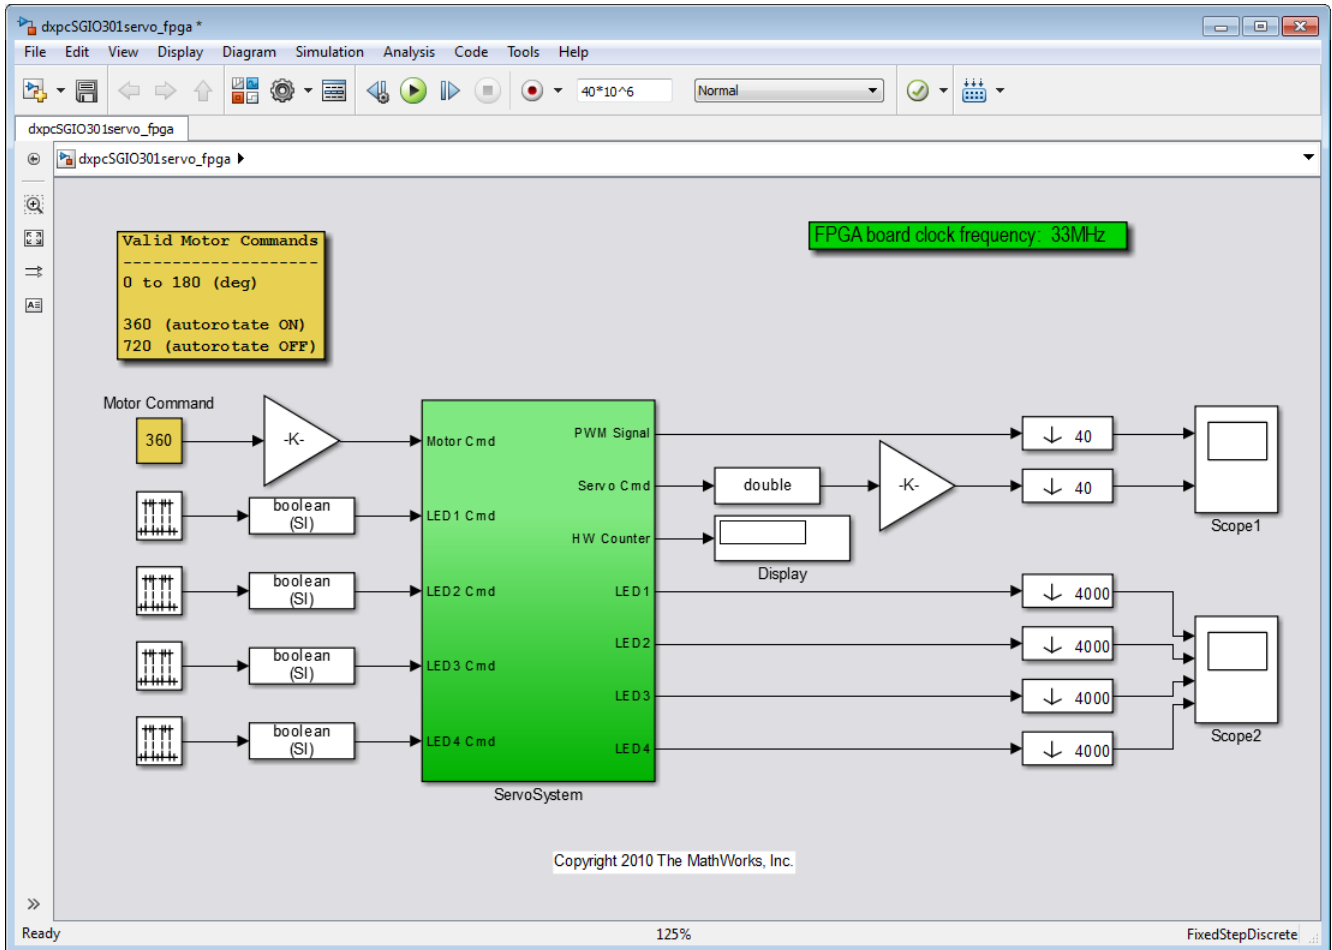 dxpcSGIO301servo_fpga *
File Edit View Display Diagram Simulation Analysis Code Tools Help
40*10^6 Normal
dxpcSGIO301servo_fpga
dxpcSGIO301servo_fpga
FPGA board clock frequency: 33MHz
Valid Motor Commands
--------------------
0 to 180 (deg)
360 (autorotate ON)
720 (autorotate OFF)
Motor Command
360
-K-
Motor Cmd
PWM Signal
40
boolean
(SI)
LED1 Cmd
Servo Cmd
double
-K-
40
Scope1
HW Counter
Display
boolean
(SI)
LED2 Cmd
LED1
4000
LED2
4000
boolean
(SI)
LED3 Cmd
LED3
4000
boolean
(SI)
LED4 Cmd
LED4
4000
Scope2
ServoSystem
Copyright 2010 The MathWorks, Inc.
Ready 125% FixedStepDiscrete